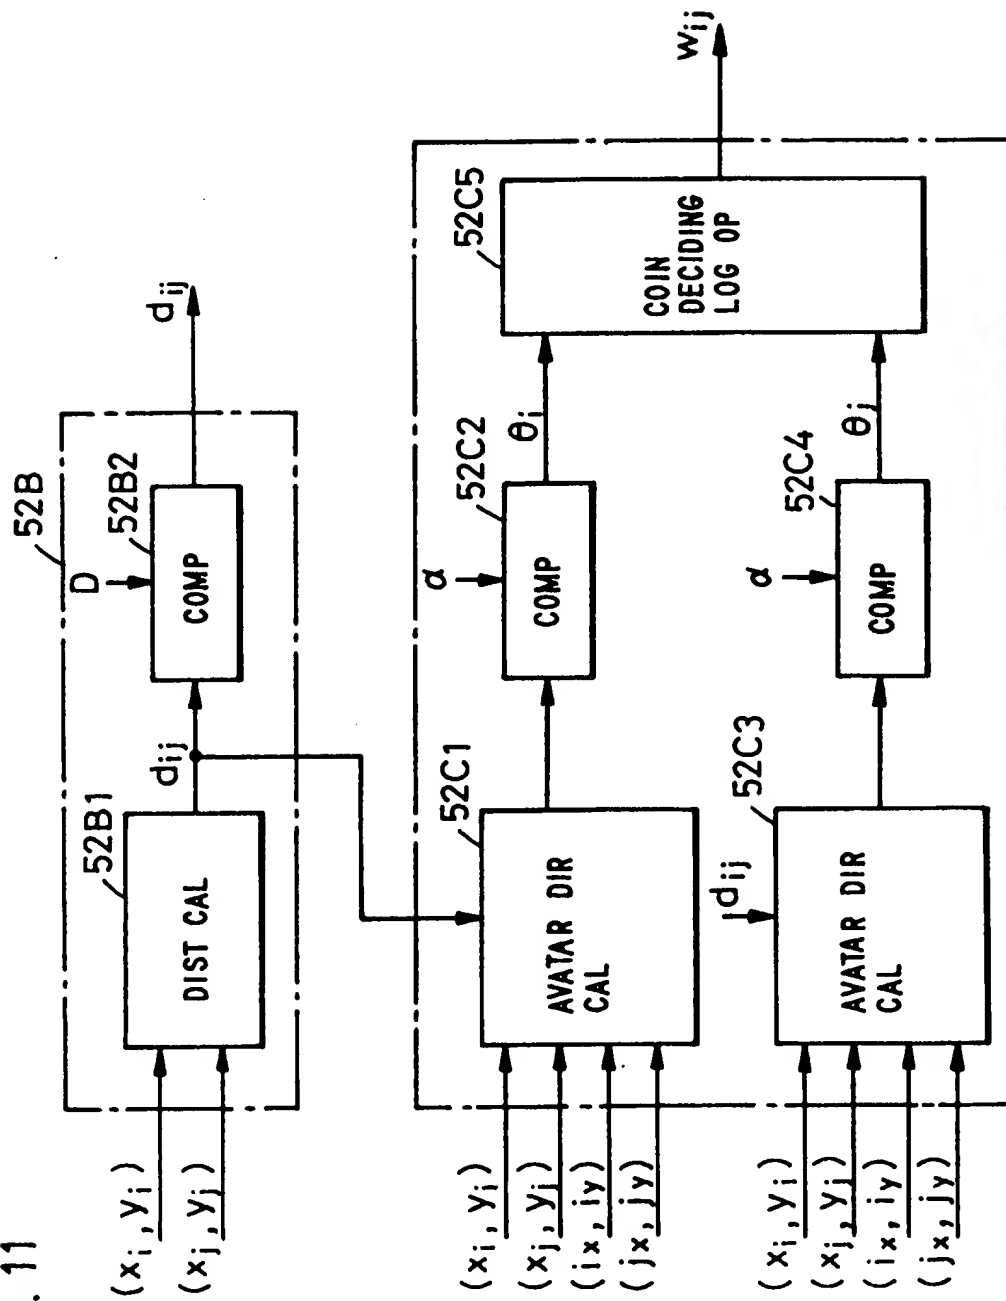 . 11
52B
D
52B1
DIST CAL
52B2
COMP
(xi, yi)
(xj, yj)
dij
dij
52C1
AVATAR DIR
CAL
(xi, yi)
(xj, yj)
(ix, iy)
(jx, jy)
α
52C2
COMP
θi
52C3
dij
AVATAR DIR
CAL
(xi, yi)
(xj, yj)
(ix, iy)
(jx, jy)
α
52C4
COMP
θj
52C5
COIN
DECIDING
LOG OP
wij